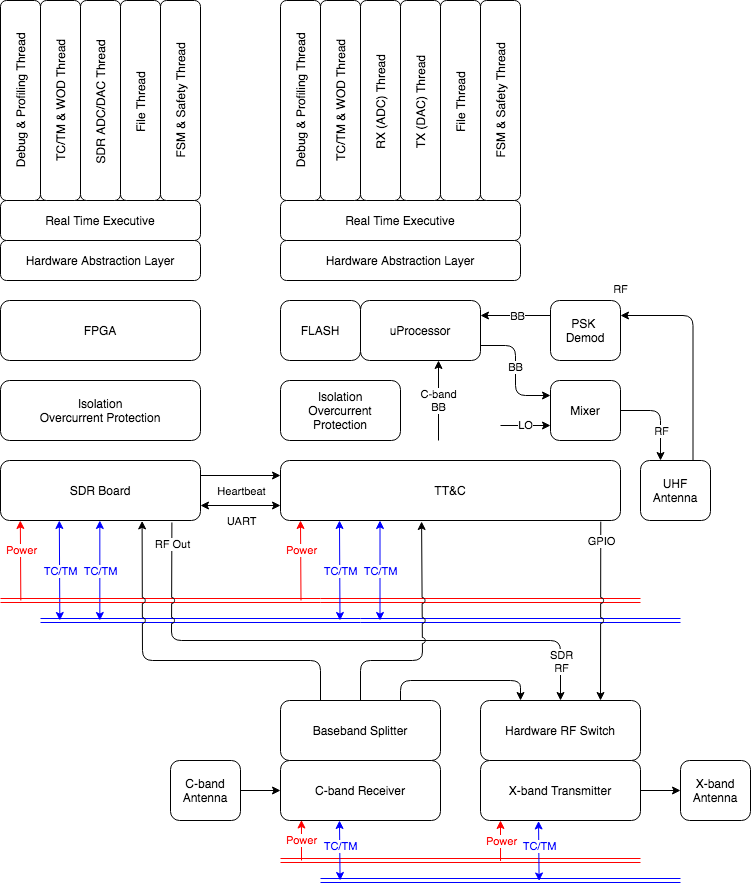 Debug & Profiling Thread
TC/TM & WOD Thread
SDR ADC/DAC Thread
File Thread
FSM & Safety Thread
Debug & Profiling Thread
TC/TM & WOD Thread
RX (ADC) Thread
TX (DAC) Thread
File Thread
FSM & Safety Thread
Real Time Executive
Real Time Executive
Hardware Abstraction Layer
Hardware Abstraction Layer
RF
FPGA
FLASH
uProcessor
BB
PSK
Demod
BB
Isolation
Overcurrent Protection
Isolation
Overcurrent
Protection
C-band
BB
Mixer
LO
RF
SDR Board
Heartbeat
TT&C
UHF
Antenna
UART
Power
RF Out
Power
GPIO
TC/TM
TC/TM
TC/TM
TC/TM
SDR
RF
Baseband Splitter
Hardware RF Switch
C-band
Antenna
C-band Receiver
X-band Transmitter
X-band
Antenna
Power
TC/TM
Power
TC/TM